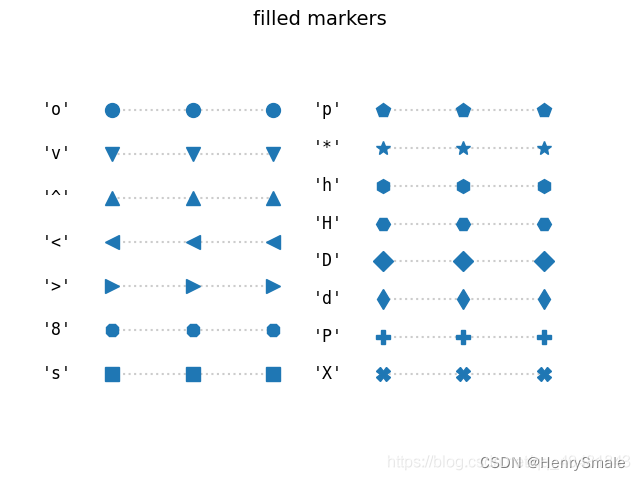 filled markers
'o'
'v'
'^'
'<'
'>'
'8'
's'
'p'
'*'
'h'
'H'
'D'
'd'
'P'
'X'
CSDN @HenrySmale